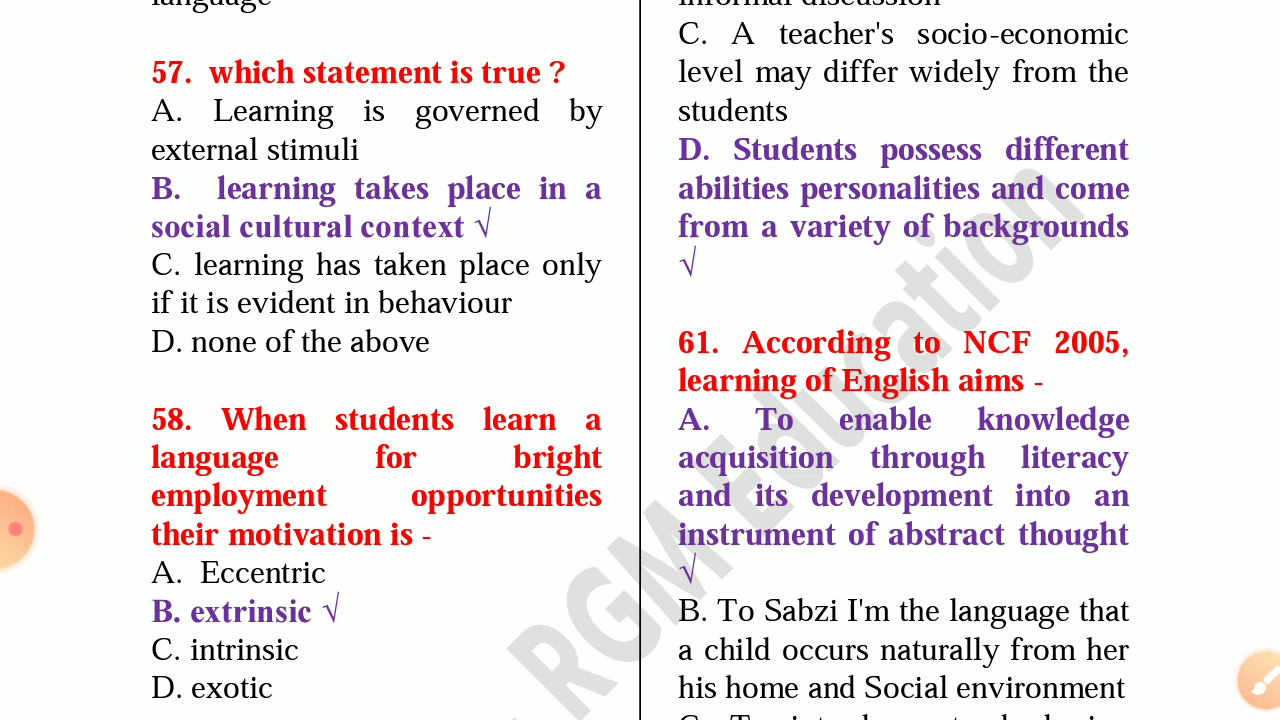 language
57. which statement is true ?
A. Learning is governed by
external stimuli
B. learning takes place in a
social cultural context √
C. learning has taken place only
if it is evident in behaviour
D. none of the above
58. When students learn a
language for bright
employment opportunities
their motivation is -
A. Eccentric
B. extrinsic √
C. intrinsic
D. exotic
informal discussion
C. A teacher's socio-economic
level may differ widely from the
students
D. Students possess different
abilities personalities and come
from a variety of backgrounds
√
61. According to NCF 2005,
learning of English aims -
A. To enable knowledge
acquisition through literacy
and its development into an
instrument of abstract thought
√
B. To Sabzi I'm the language that
a child occurs naturally from her
his home and Social environment
RGM Education